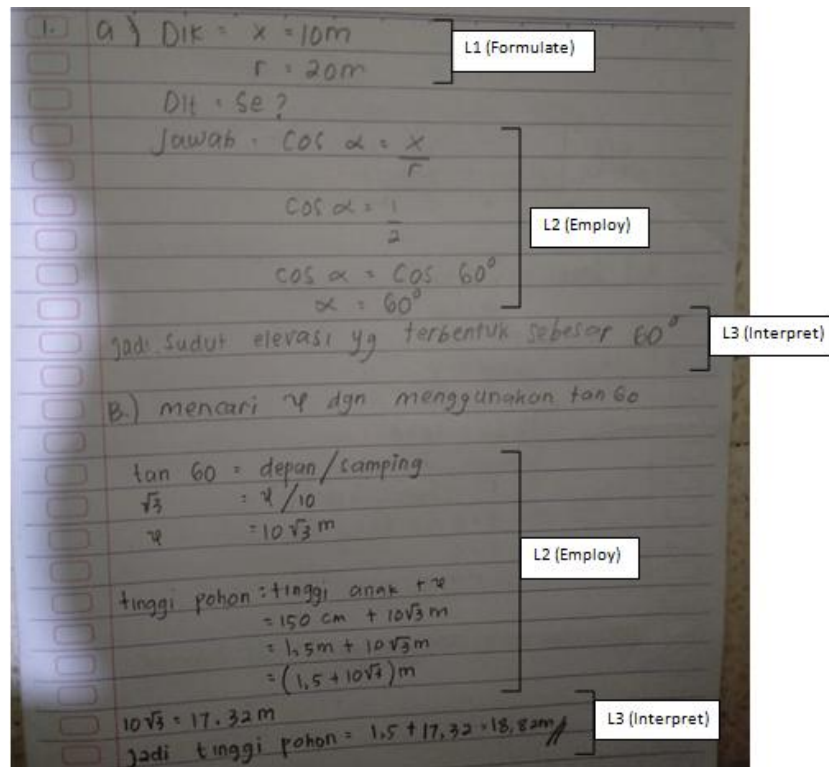 1. a) Dik = x = 10m
L1 (Formulate)
r = 20m
Dit = Se ?
Jawab = Cos α = x
r
L2 (Employ)
Cos α = 1
2
cos α = Cos 60°
α = 60°
Jadi sudut elevasi yg terbentuk sebesar 60°
L3 (Interpret)
B.) mencari y dgn menggunakan tan 60
tan 60 = depan/samping
√3 = y/10
y = 10√3 m
L2 (Employ)
tinggi pohon = tinggi anak + y
= 150 cm + 10√3 m
= 1,5m + 10√3 m
= (1,5 + 10√3) m
10√3 = 17.32 m
L3 (Interpret)
Jadi tinggi pohon = 1,5 + 17,32 = 18,82m